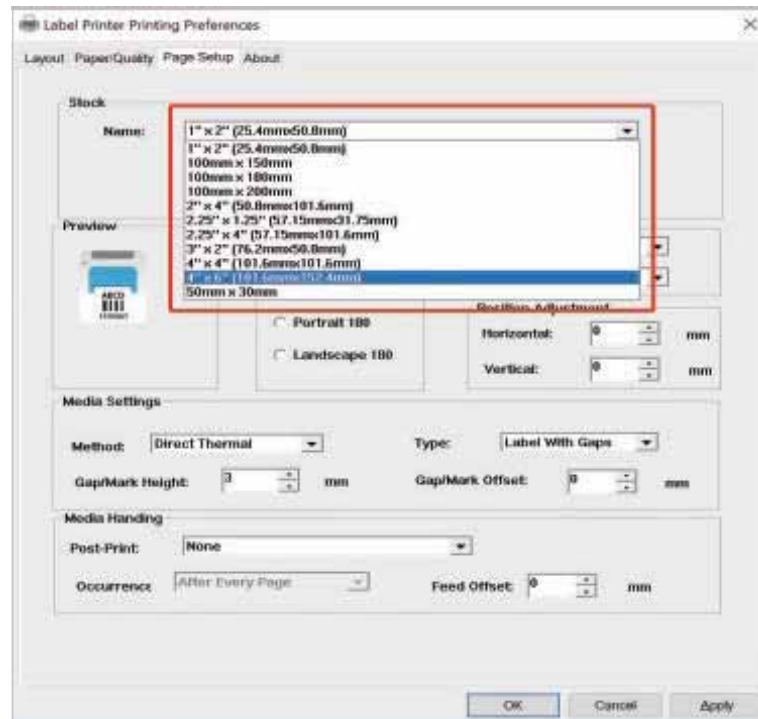 Label Printer Printing Preferences
Layout Paper/Quality Page Setup About
Stock
Name: 1" x 2" (25.4mmx50.8mm)
1" x 2" (25.4mmx50.8mm)
100mm x 150mm
100mm x 180mm
100mm x 200mm
2" x 4" (50.8mmx101.6mm)
2.25" x 1.25" (57.15mmx31.75mm)
2.25" x 4" (57.15mmx101.6mm)
3" x 2" (76.2mmx50.8mm)
4" x 4" (101.6mmx101.6mm)
4" x 6" (101.6mmx152.4mm)
50mm x 30mm
Preview
ABCD
Position Adjustment
Portrait 180
Landscape 180
Horizontal: 0 mm
Vertical: 0 mm
Media Settings
Method: Direct Thermal Type: Label With Gaps
Gap/Mark Height: 3 mm Gap/Mark Offset: 0 mm
Media Handing
Post-Print: None
Occurrence After Every Page Feed Offset: 0 mm
OK Cancel Apply